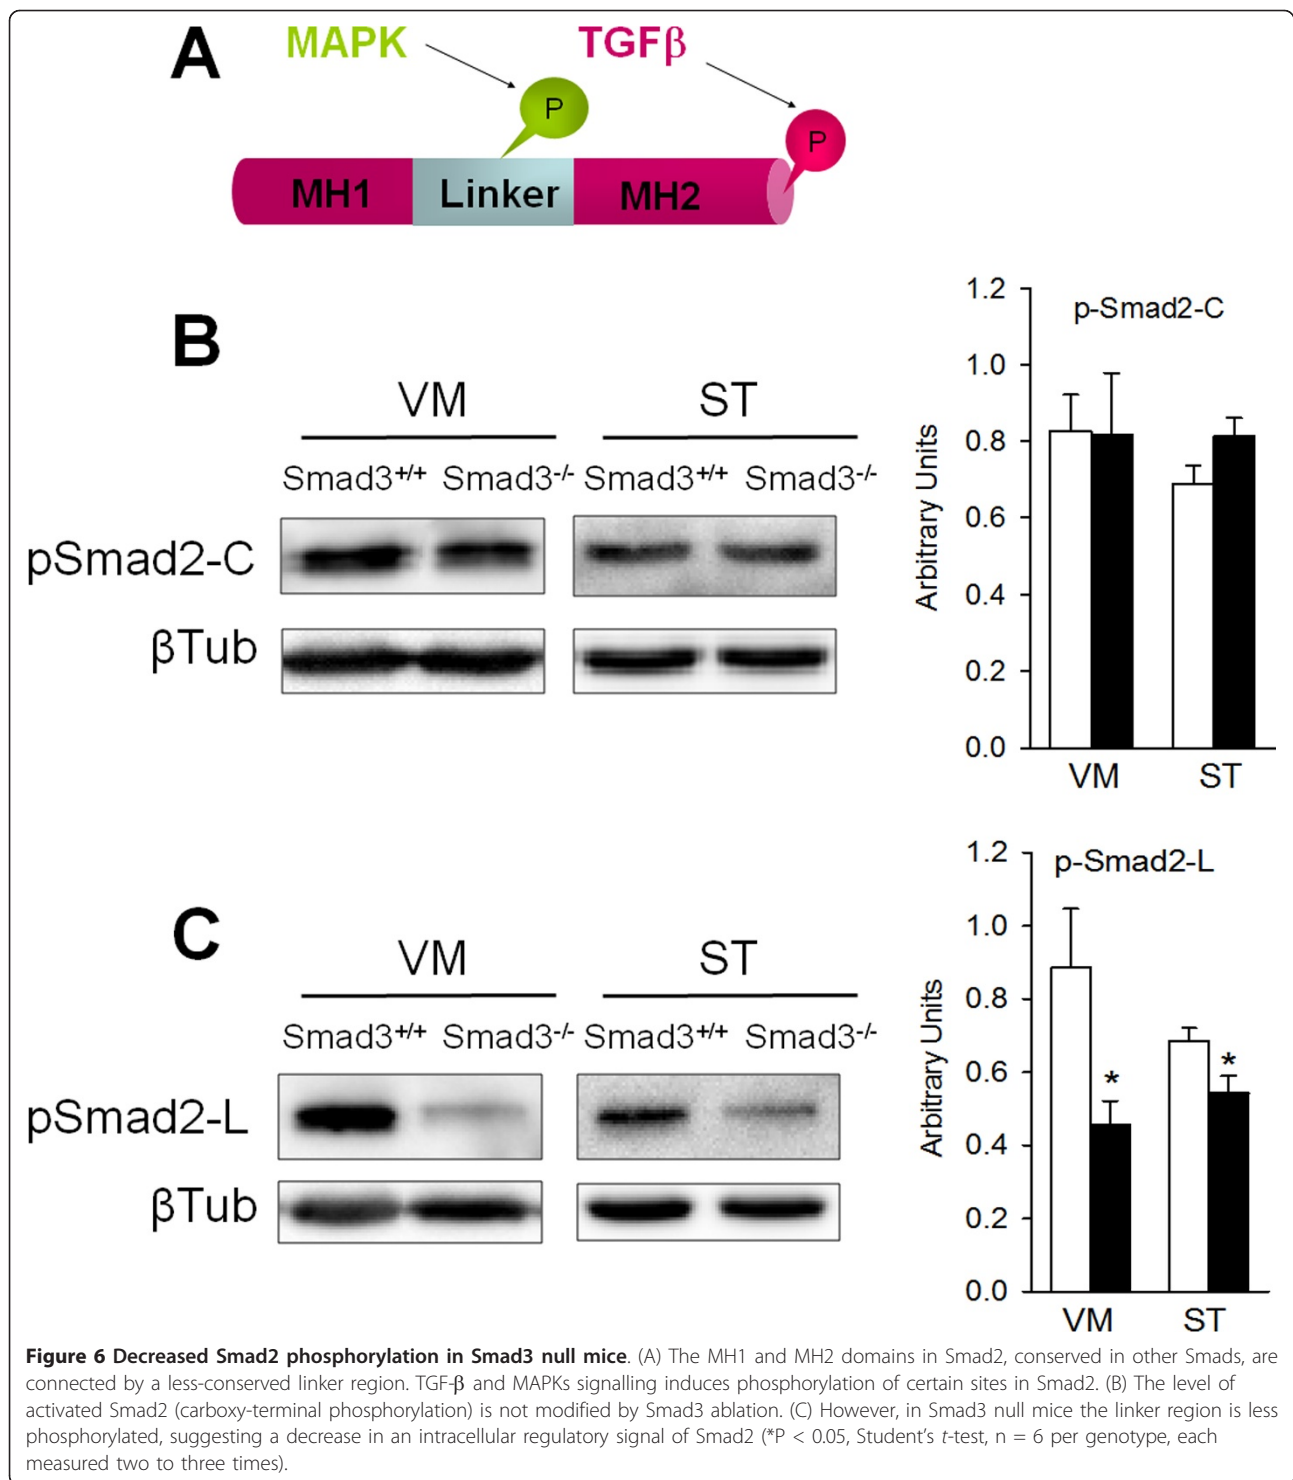 A
MAPK
TGFβ
P
P
MH1
Linker
MH2
B
VM
ST
Smad3+/+ Smad3-/- Smad3+/+ Smad3-/-
pSmad2-C
βTub
p-Smad2-C
Arbitrary Units
1.2
1.0
0.8
0.6
0.4
0.2
0.0
VM
ST
C
VM
ST
Smad3+/+ Smad3-/- Smad3+/+ Smad3-/-
pSmad2-L
βTub
p-Smad2-L
Arbitrary Units
1.2
1.0
0.8
0.6
0.4
0.2
0.0
*
*
VM
ST
Figure 6 Decreased Smad2 phosphorylation in Smad3 null mice. (A) The MH1 and MH2 domains in Smad2, conserved in other Smads, are
connected by a less-conserved linker region. TGF-β and MAPKs signalling induces phosphorylation of certain sites in Smad2. (B) The level of
activated Smad2 (carboxy-terminal phosphorylation) is not modified by Smad3 ablation. (C) However, in Smad3 null mice the linker region is less
phosphorylated, suggesting a decrease in an intracellular regulatory signal of Smad2 (*P < 0.05, Student's t-test, n = 6 per genotype, each
measured two to three times).